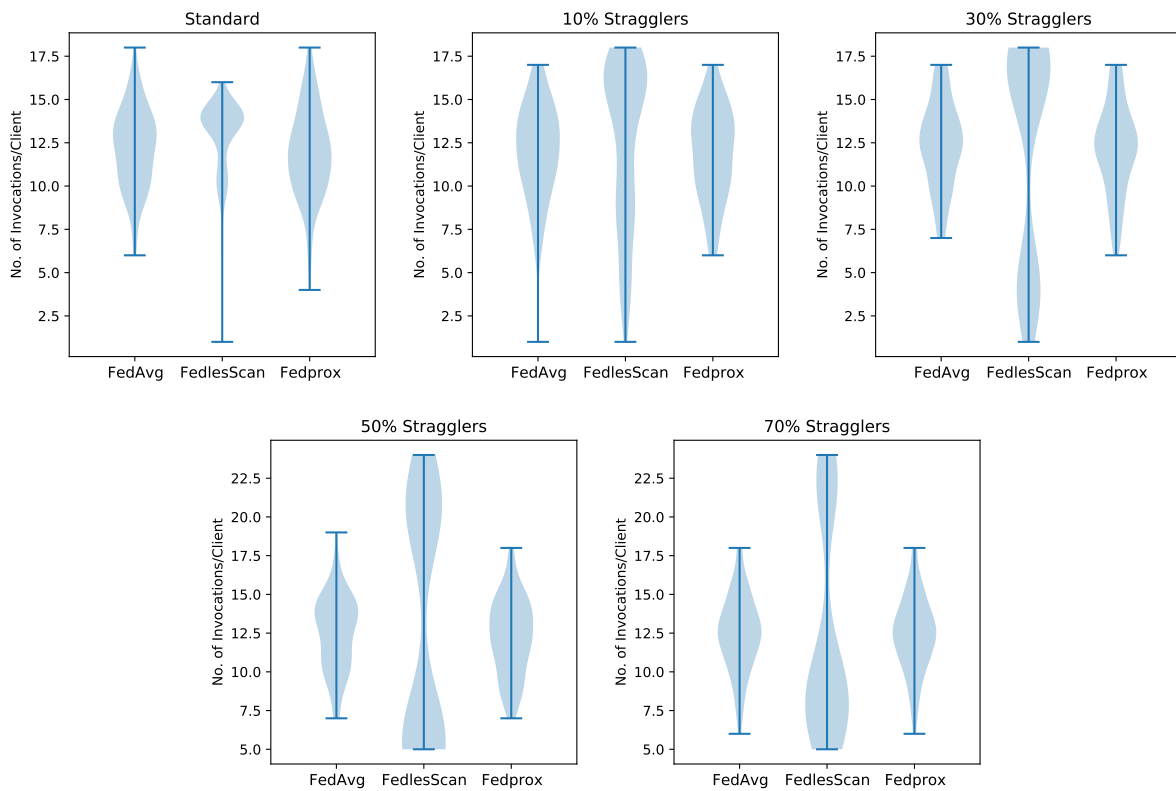 Standard
No. of Invocations/Client
17.5
15.0
12.5
10.0
7.5
5.0
2.5
FedAvg FedlesScan Fedprox
10% Stragglers
No. of Invocations/Client
17.5
15.0
12.5
10.0
7.5
5.0
2.5
FedAvg FedlesScan Fedprox
30% Stragglers
No. of Invocations/Client
17.5
15.0
12.5
10.0
7.5
5.0
2.5
FedAvg FedlesScan Fedprox
50% Stragglers
No. of Invocations/Client
22.5
20.0
17.5
15.0
12.5
10.0
7.5
5.0
FedAvg FedlesScan Fedprox
70% Stragglers
No. of Invocations/Client
22.5
20.0
17.5
15.0
12.5
10.0
7.5
5.0
FedAvg FedlesScan Fedprox